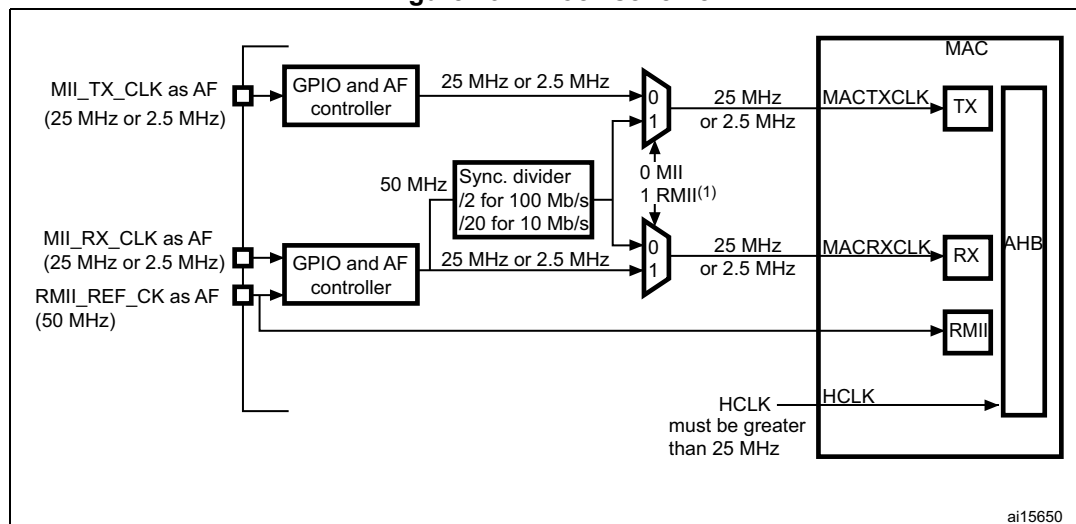 MAC
MII_TX_CLK as AF
(25 MHz or 2.5 MHz)
GPIO and AF
controller
25 MHz or 2.5 MHz
0
1
25 MHz
or 2.5 MHz
MACTXCLK
TX
50 MHz
Sync. divider
/2 for 100 Mb/s
/20 for 10 Mb/s
0 MII
1 RMII(1)
MII_RX_CLK as AF
(25 MHz or 2.5 MHz)
RMII_REF_CK as AF
(50 MHz)
GPIO and AF
controller
25 MHz or 2.5 MHz
0
1
25 MHz
or 2.5 MHz
MACRXCLK
RX
AHB
RMII
HCLK
must be greater
than 25 MHz
HCLK
ai15650